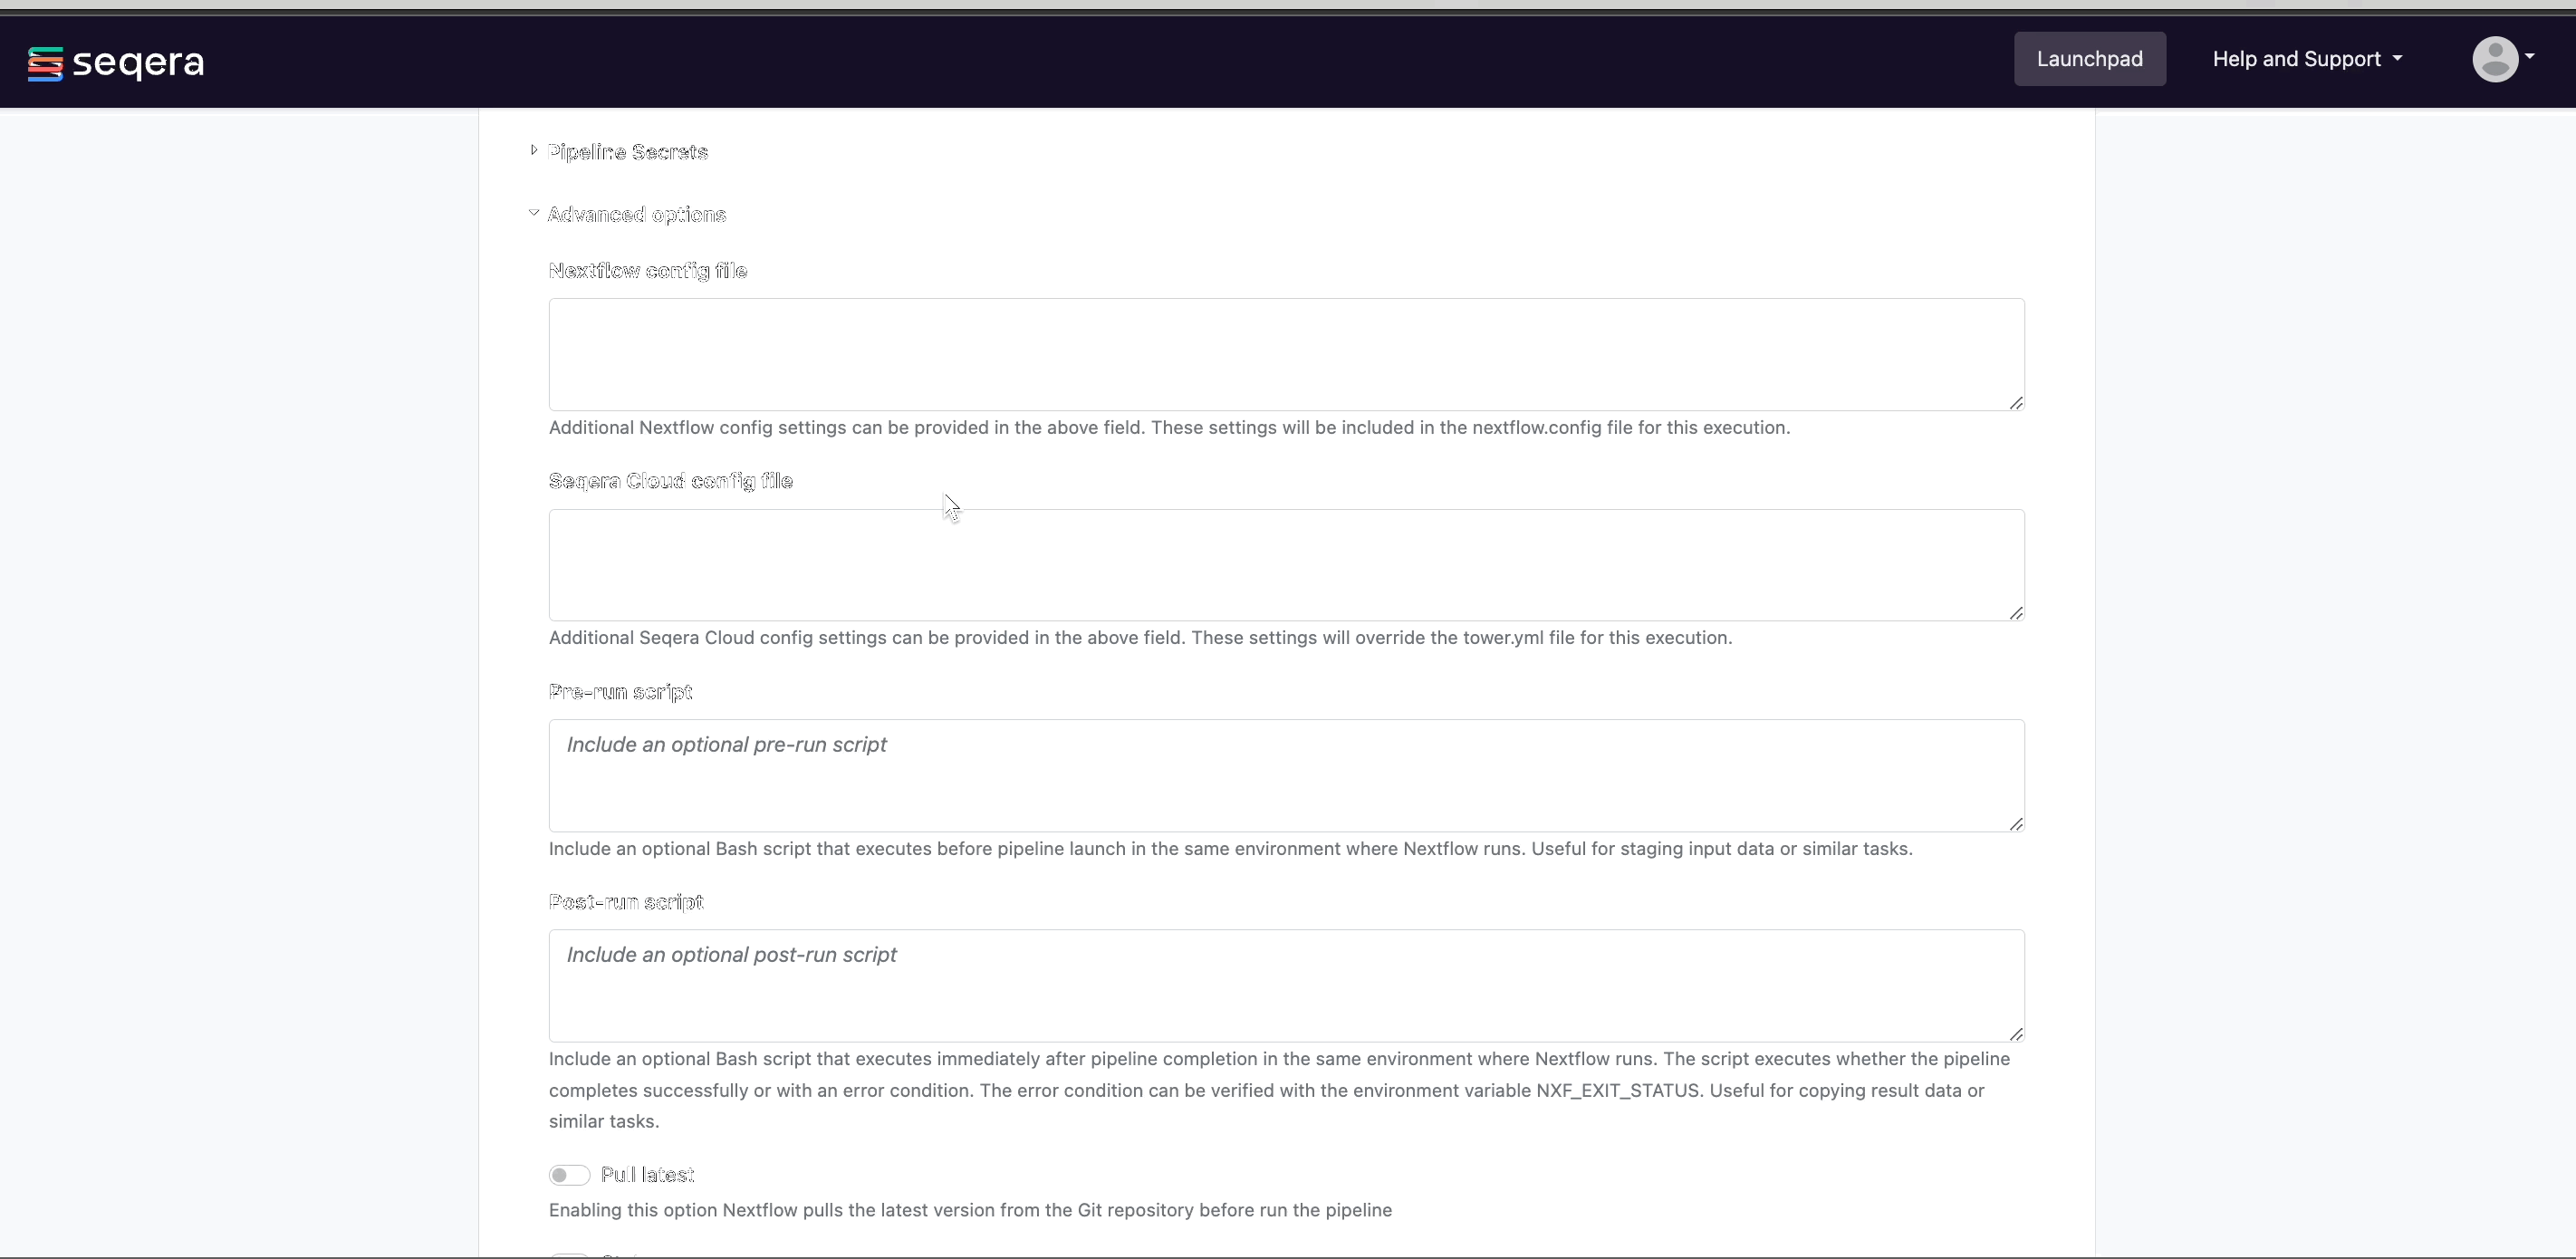 seqera
Launchpad
Help and Support
Pipeline Secrets
Advanced options
Nextflow config file
Additional Nextflow config settings can be provided in the above field. These settings will be included in the nextflow.config file for this execution.
Seqera Cloud config file
Additional Seqera Cloud config settings can be provided in the above field. These settings will override the tower.yml file for this execution.
Pre-run script
Include an optional pre-run script
Include an optional Bash script that executes before pipeline launch in the same environment where Nextflow runs. Useful for staging input data or similar tasks.
Post-run script
Include an optional post-run script
Include an optional Bash script that executes immediately after pipeline completion in the same environment where Nextflow runs. The script executes whether the pipeline
completes successfully or with an error condition. The error condition can be verified with the environment variable NXF_EXIT_STATUS. Useful for copying result data or
similar tasks.
Pull latest
Enabling this option Nextflow pulls the latest version from the Git repository before run the pipeline